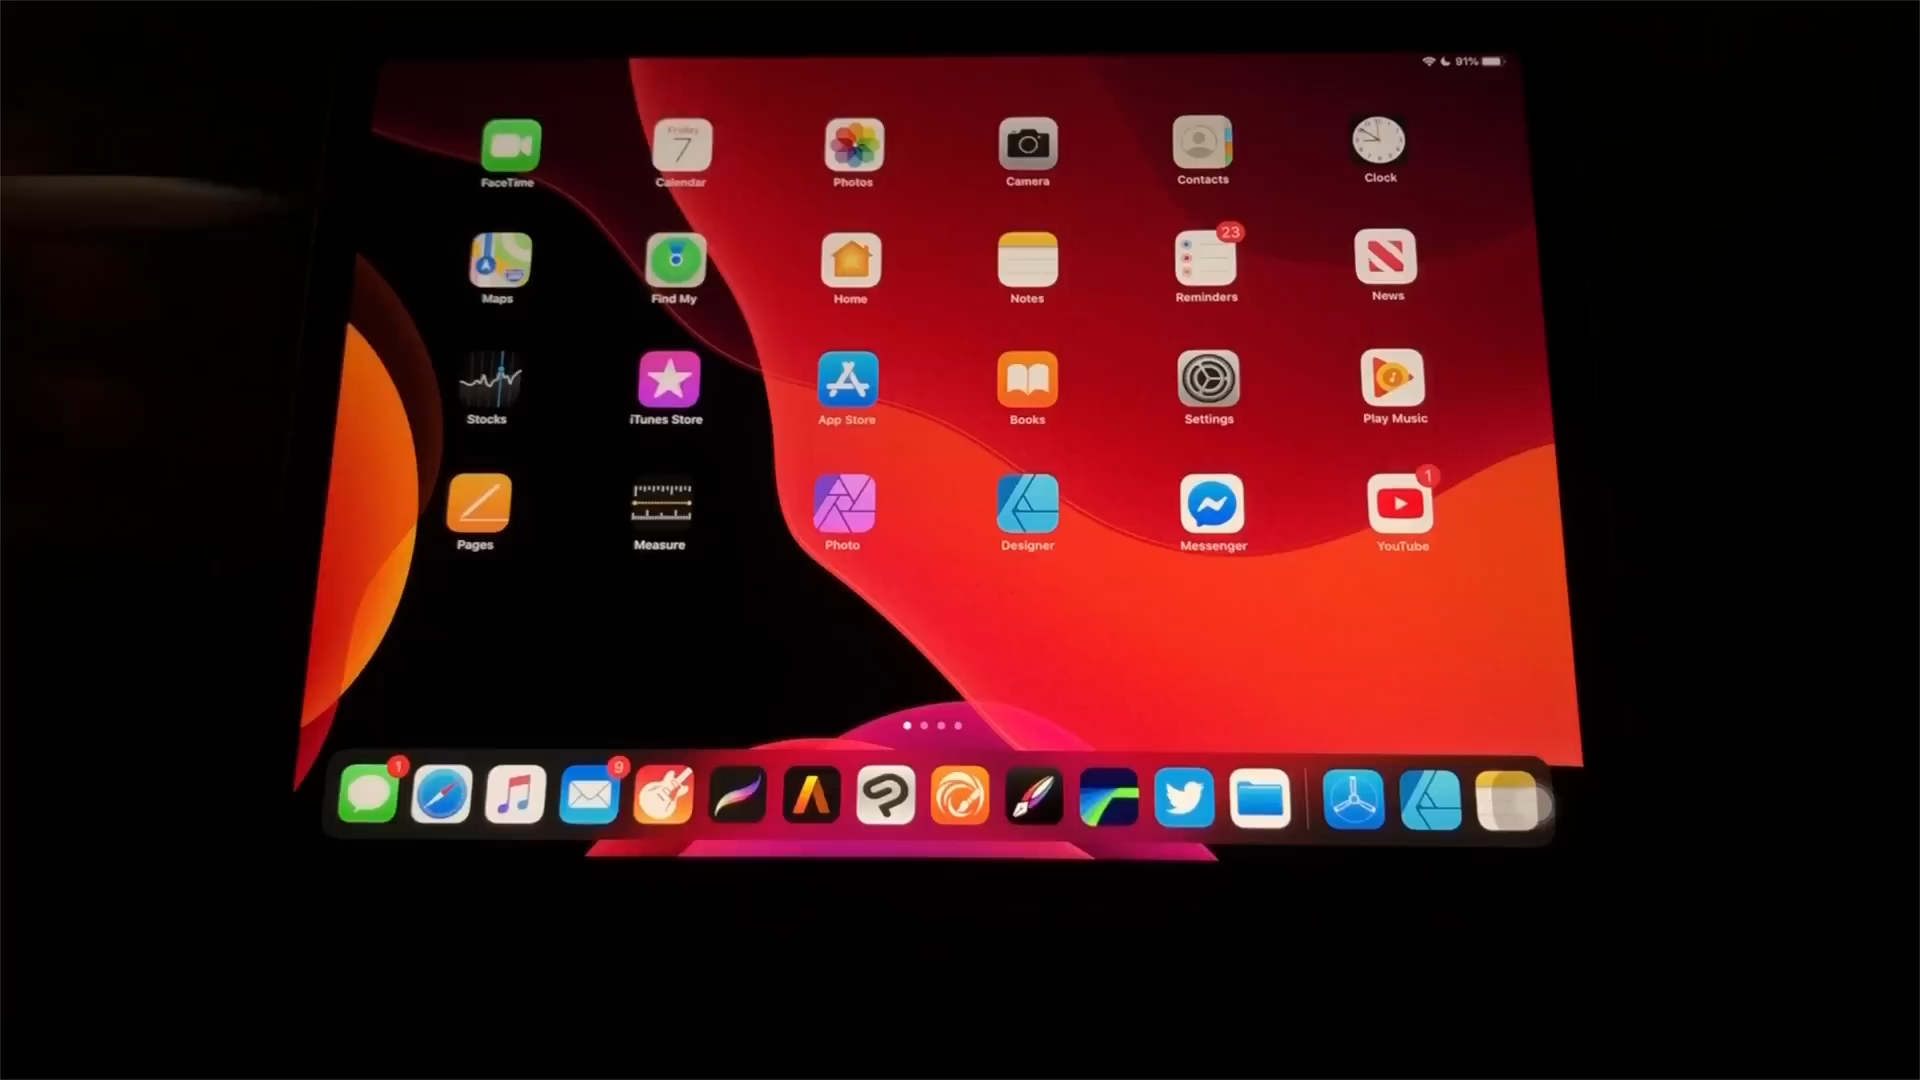 91%
Friday
7
FaceTime
Calendar
Photos
Camera
Contacts
Clock
23
Maps
Find My
Home
Notes
Reminders
News
Stocks
iTunes Store
App Store
Books
Settings
Play Music
1
Pages
Measure
Photo
Designer
Messenger
YouTube
1
9